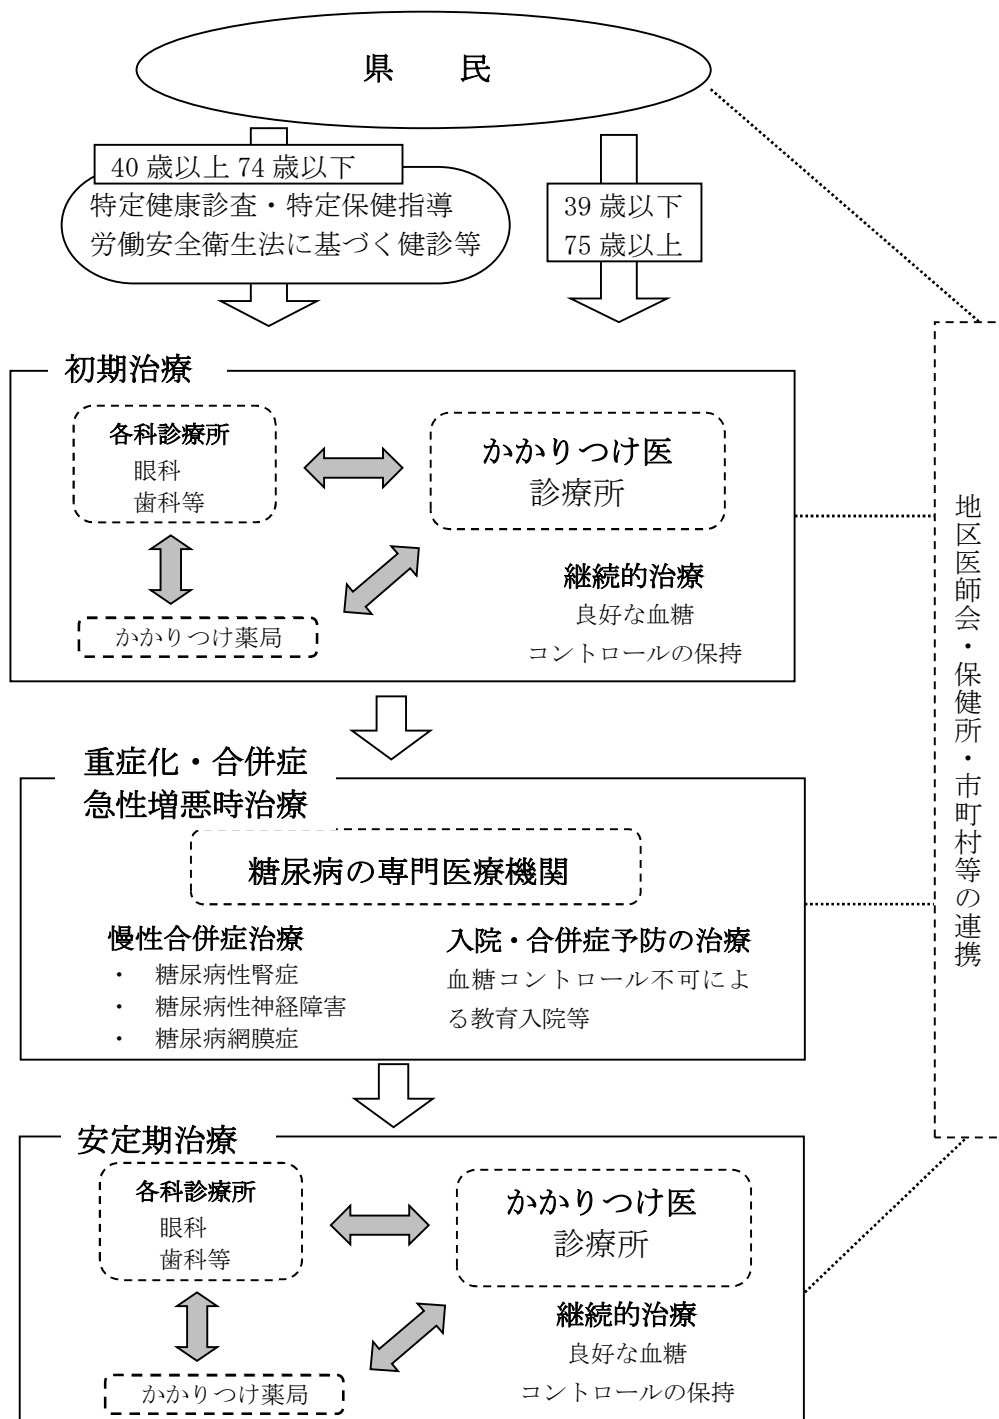 県　　民
40 歳以上 74 歳以下
特定健康診査・特定保健指導
労働安全衛生法に基づく健診等
39 歳以下
75 歳以上
初期治療
各科診療所
眼科
歯科等
かかりつけ医
診療所
継続的治療
良好な血糖
コントロールの保持
かかりつけ薬局
重症化・合併症
急性増悪時治療
糖尿病の専門医療機関
慢性合併症治療
・　糖尿病性腎症
・　糖尿病性神経障害
・　糖尿病網膜症
入院・合併症予防の治療
血糖コントロール不可によ
る教育入院等
安定期治療
各科診療所
眼科
歯科等
かかりつけ医
診療所
継続的治療
良好な血糖
コントロールの保持
かかりつけ薬局
地区医師会・保健所・市町村等の連携